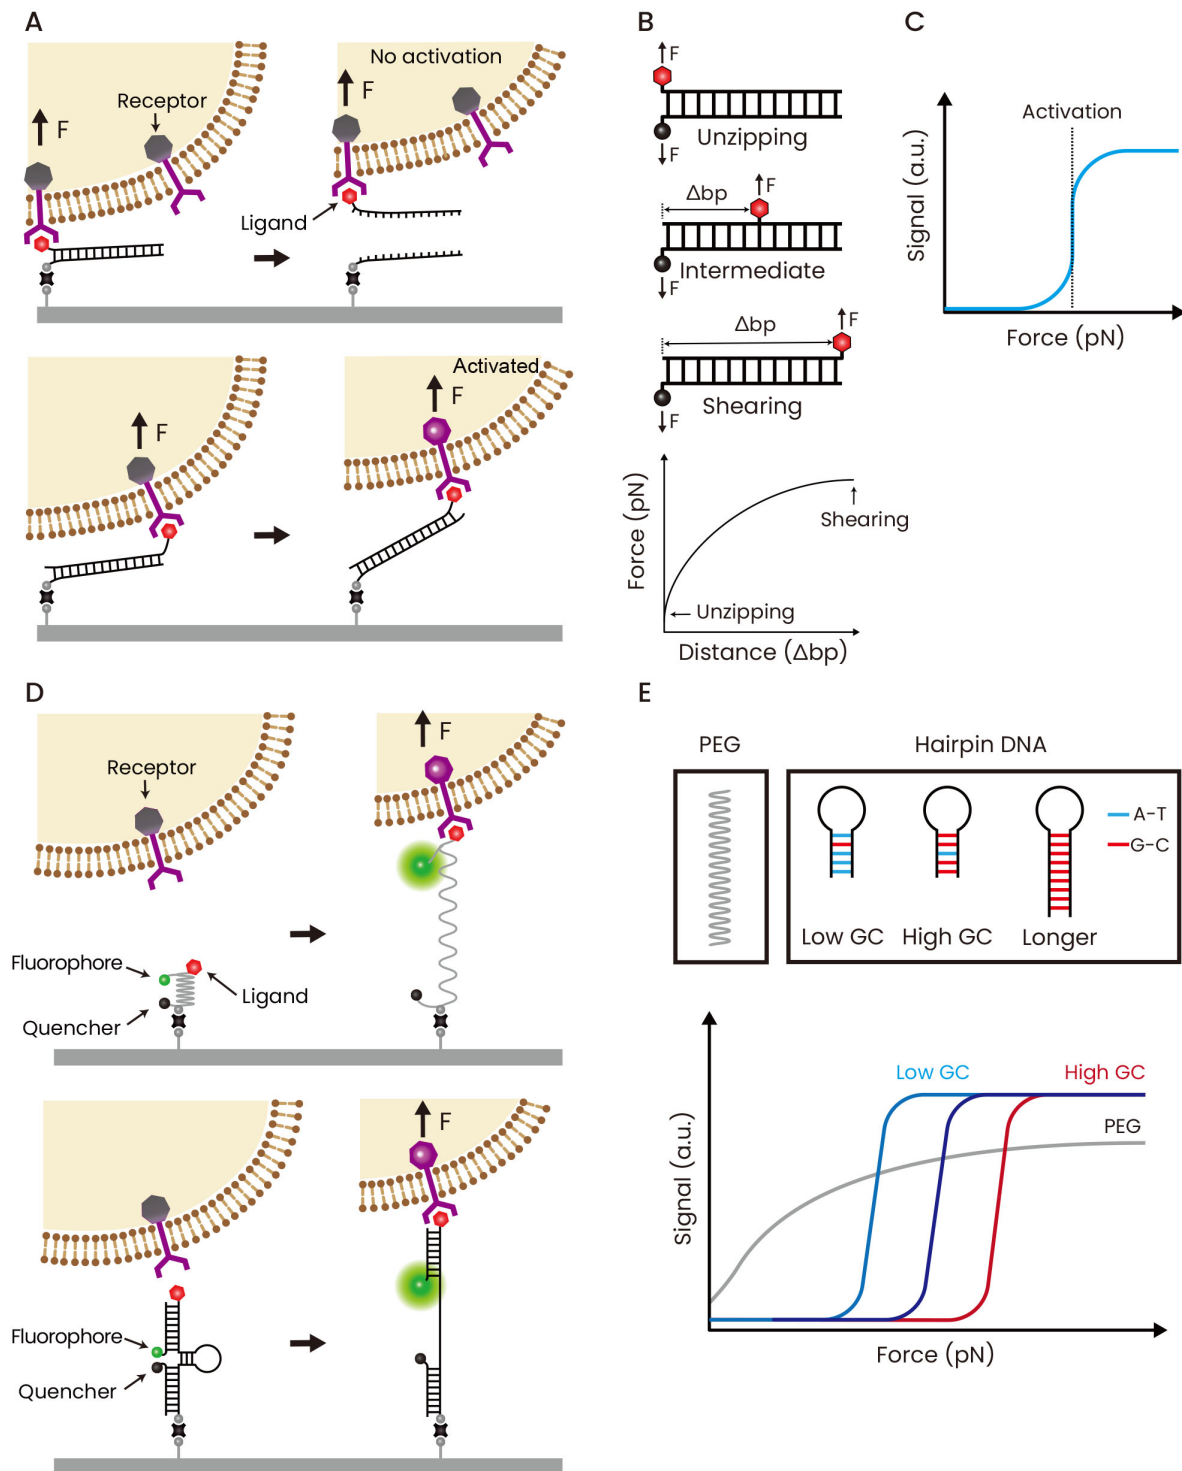 A
No activation
Receptor
F
F
Ligand
Activated
F
F
B
F
Unzipping
F
Δbp
F
Intermediate
F
Δbp
F
Shearing
F
Force (pN)
Shearing
Unzipping
Distance (Δbp)
C
Activation
Signal (a.u.)
Force (pN)
D
F
Receptor
Fluorophore
Ligand
Quencher
F
Fluorophore
Quencher
E
PEG
Hairpin DNA
A-T
G-C
Low GC
High GC
Longer
Low GC
High GC
PEG
Signal (a.u.)
Force (pN)